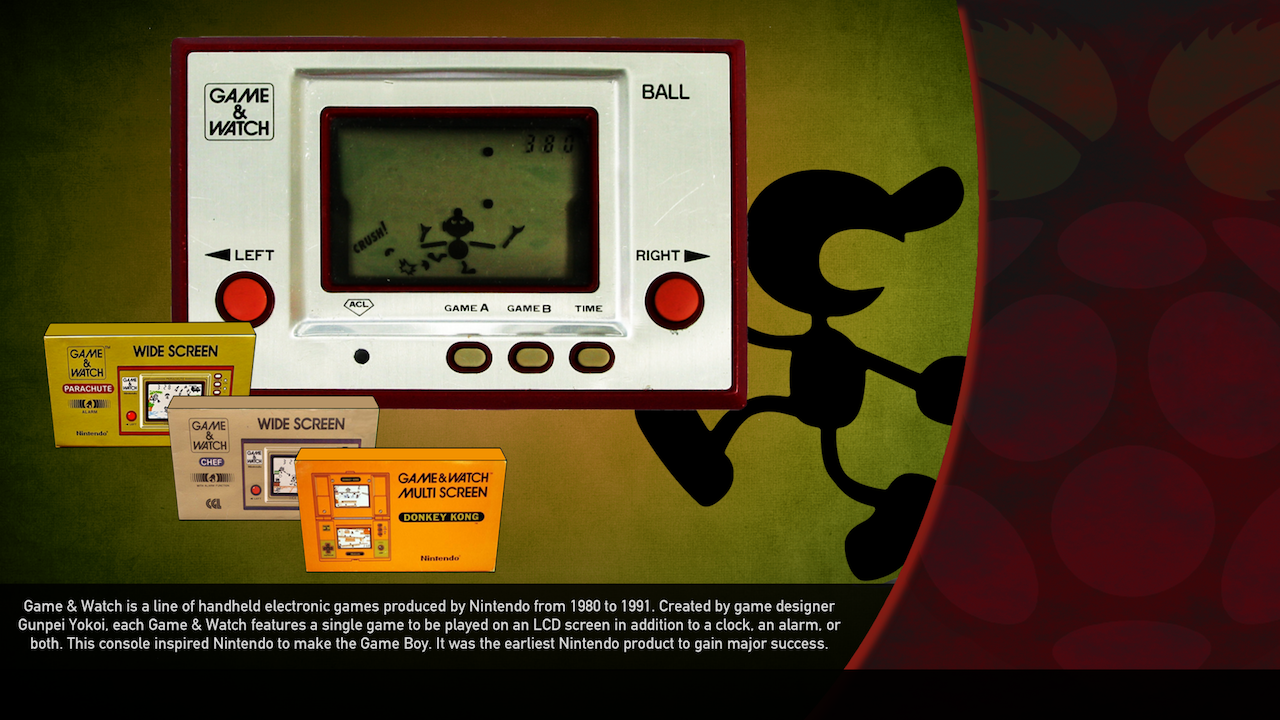 GAME
&
WATCH
BALL
380
CRUSH!
LEFT
RIGHT
ACL
GAME A
GAME B
TIME
GAME
&
WATCH
™
WIDE SCREEN
PARACHUTE
ALARM
Nintendo
GAME
&
WATCH
WIDE SCREEN
CHEF
CGL
GAME & WATCH
MULTI SCREEN
DONKEY KONG
Nintendo
Game & Watch is a line of handheld electronic games produced by Nintendo from 1980 to 1991. Created by game designer
Gunpei Yokoi, each Game & Watch features a single game to be played on an LCD screen in addition to a clock, an alarm, or
both. This console inspired Nintendo to make the Game Boy. It was the earliest Nintendo product to gain major success.